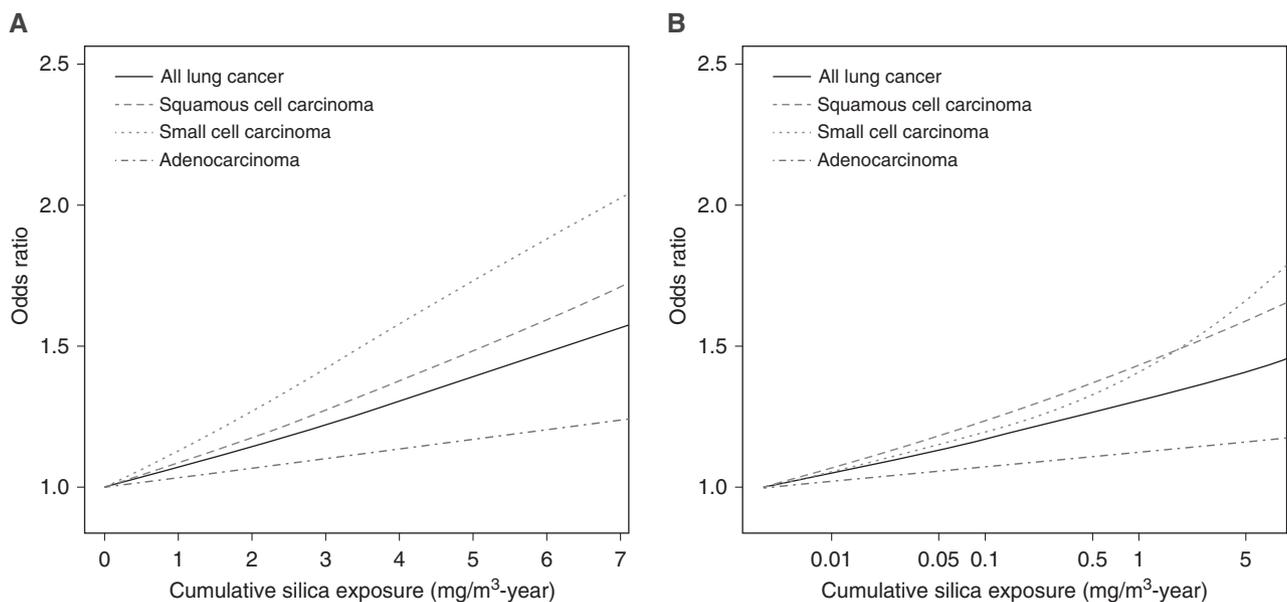 A
2.5
2.0
1.5
1.0
Odds ratio
All lung cancer
Squamous cell carcinoma
Small cell carcinoma
Adenocarcinoma
0 1 2 3 4 5 6 7
Cumulative silica exposure (mg/m³-year)
B
2.5
2.0
1.5
1.0
Odds ratio
All lung cancer
Squamous cell carcinoma
Small cell carcinoma
Adenocarcinoma
0.01 0.05 0.1 0.5 1 5
Cumulative silica exposure (mg/m³-year)